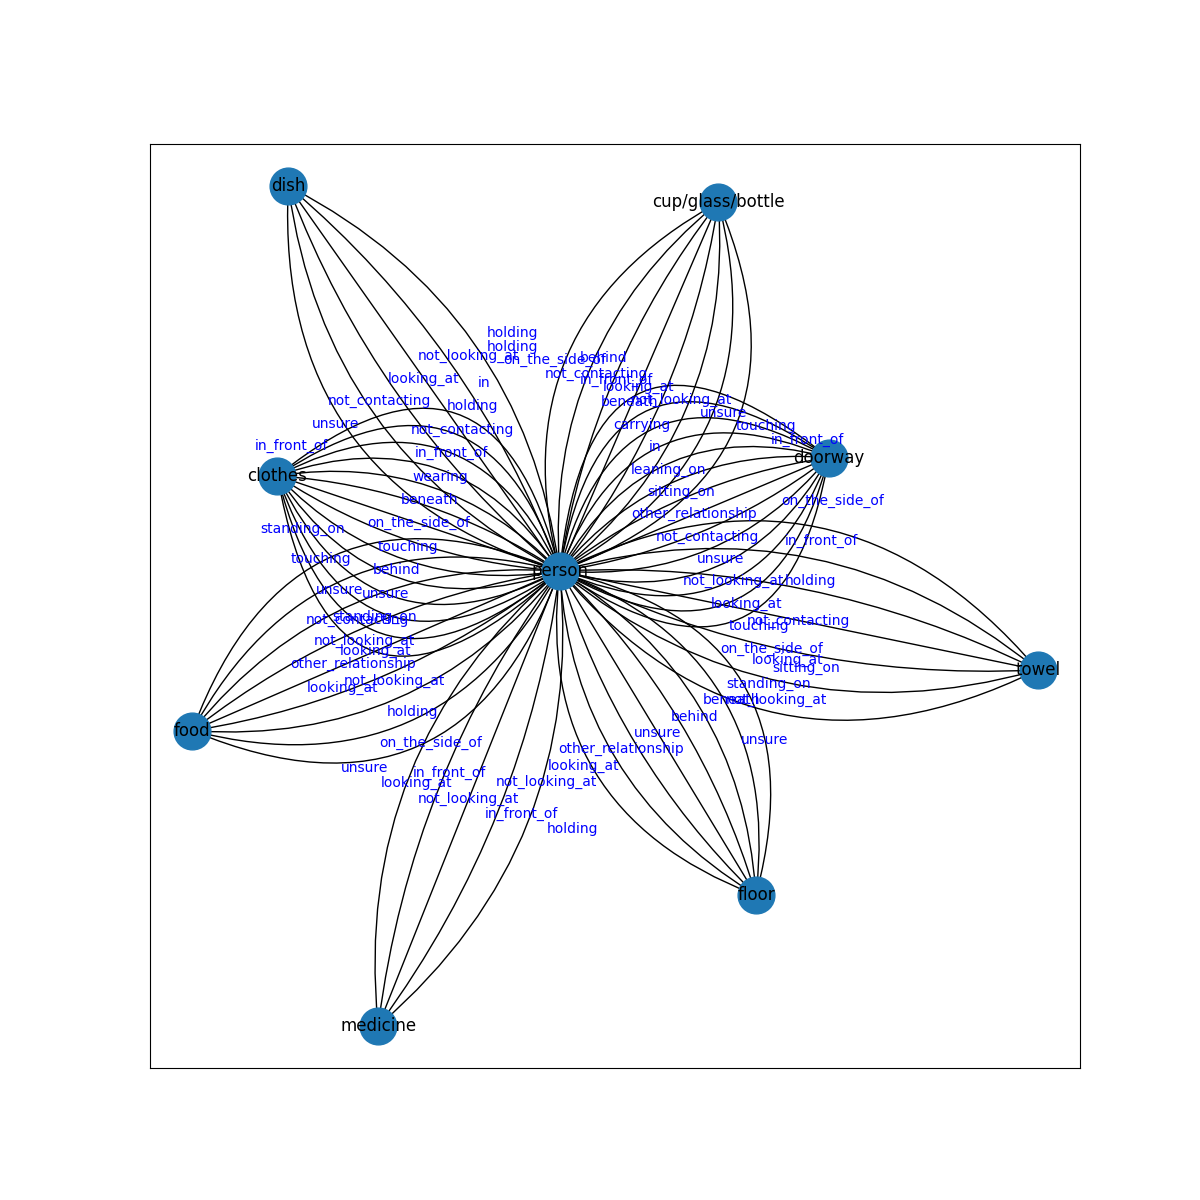 dish
cup/glass/bottle
holding
holding
not_looking_at
on_the_side_of
behind
not_contacting
in_front_of
looking_at
looking_at
in
not_contacting
holding
beneath
not_looking_at
unsure
touching
unsure
not_contacting
carrying
in_front_of
in_front_of
in_front_of
in
doorway
clothes
wearing
leaning_on
beneath
sitting_on
on_the_side_of
standing_on
on_the_side_of
other_relationship
touching
touching
not_contacting
in_front_of
behind
unsure
person
unsure
unsure
not_looking_at
holding
looking_at
standing_on
not_contacting
not_contacting
touching
not_looking_at
looking_at
on_the_side_of
other_relationship
looking_at
sitting_on
towel
looking_at
not_looking_at
standing_on
beneath
not_looking_at
holding
behind
food
unsure
unsure
on_the_side_of
other_relationship
unsure
looking_at
in_front_of
looking_at
not_looking_at
not_looking_at
in_front_of
holding
floor
medicine